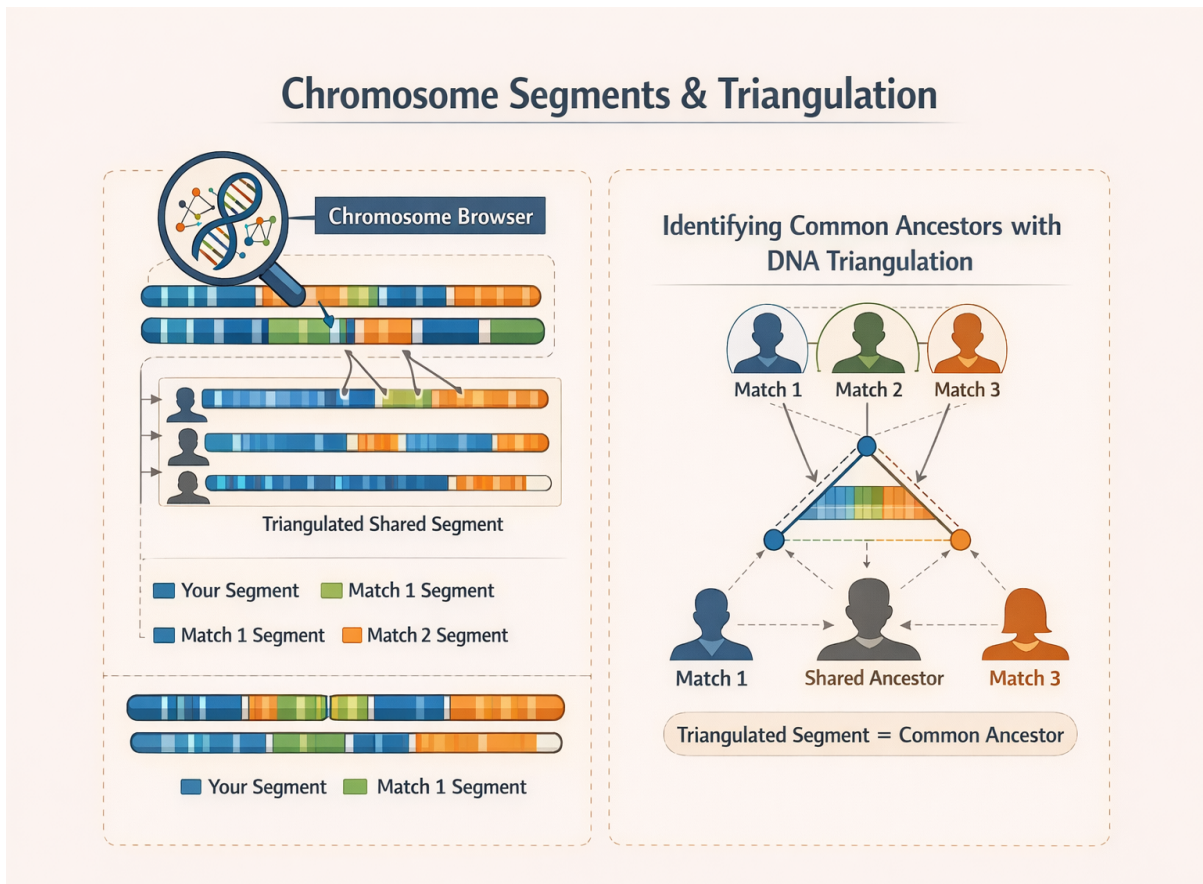 Chromosome Segments & Triangulation
Chromosome Browser
Triangulated Shared Segment
Your Segment
Match 1 Segment
Match 1 Segment
Match 2 Segment
Your Segment
Match 1 Segment
Identifying Common Ancestors with
DNA Triangulation
Match 1
Match 2
Match 3
Match 1
Shared Ancestor
Match 3
Triangulated Segment = Common Ancestor